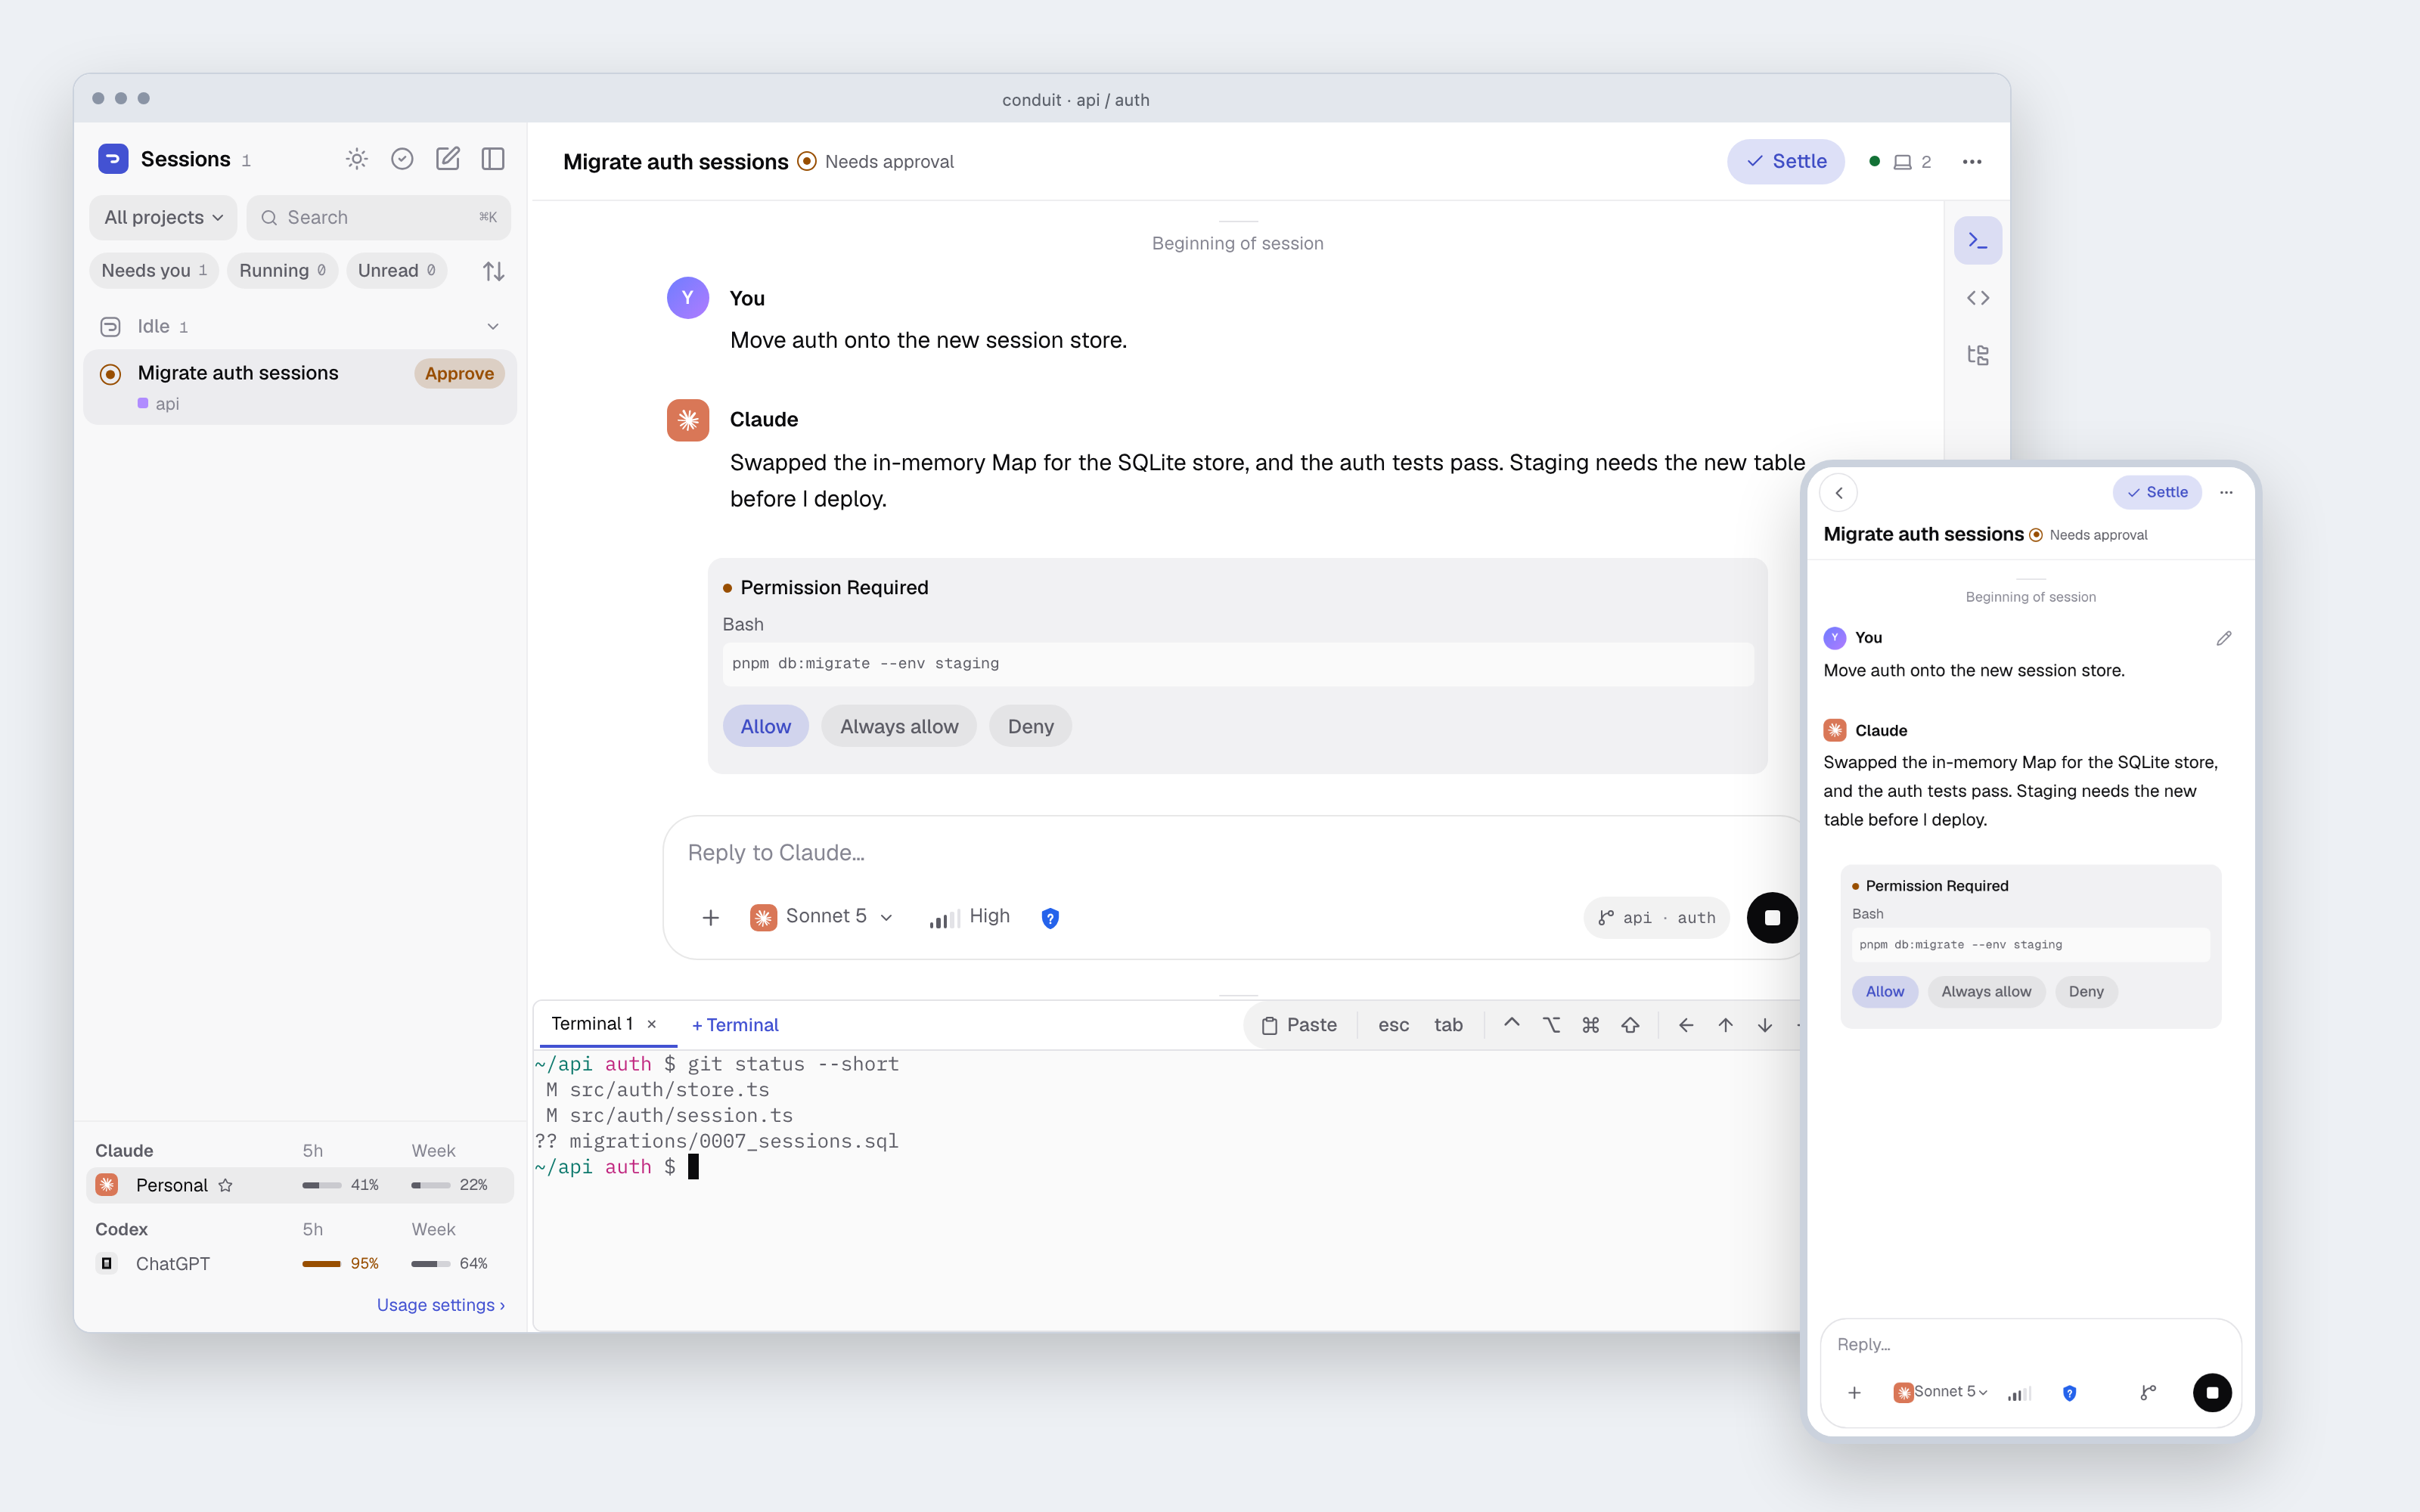 conduit · api / auth
Sessions 1
All projects
Search ⌘K
Needs you 1
Running 0
Unread 0
Idle 1
Migrate auth sessions
Approve
api
Claude 5h Week
Personal 41% 22%
Codex 5h Week
ChatGPT 95% 64%
Usage settings ›
Migrate auth sessions Needs approval
Settle
2
Beginning of session
Y
You
Move auth onto the new session store.
Claude
Swapped the in-memory Map for the SQLite store, and the auth tests pass. Staging needs the new table
before I deploy.
Permission Required
Bash
pnpm db:migrate --env staging
Allow
Always allow
Deny
Reply to Claude...
Sonnet 5
High
api · auth
Terminal 1 ×
+ Terminal
Paste
esc
tab
~/api auth $ git status --short
M src/auth/store.ts
M src/auth/session.ts
?? migrations/0007_sessions.sql
~/api auth $
Settle
Migrate auth sessions Needs approval
Beginning of session
Y
You
Move auth onto the new session store.
Claude
Swapped the in-memory Map for the SQLite store,
and the auth tests pass. Staging needs the new
table before I deploy.
Permission Required
Bash
pnpm db:migrate --env staging
Allow
Always allow
Deny
Reply...
Sonnet 5